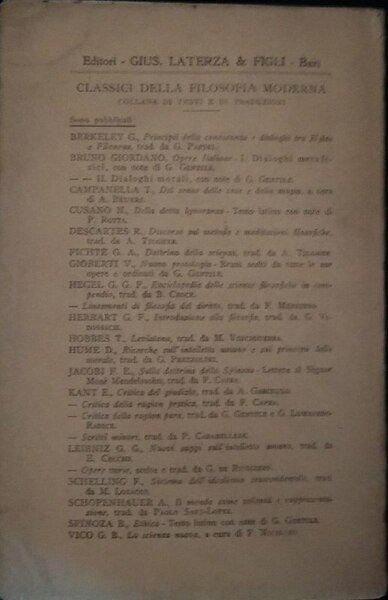 Editori - GIUS. LATERZA & FIGLI - Bari
CLASSICI DELLA FILOSOFIA MODERNA
COLLANA DI TESTI E DI TRADUZIONI
Sono pubblicati
BERKELEY G., Principii della conoscenza e dialoghi tra Hylas
e Filonous, trad. da G. PAPINI.
BRUNO GIORDANO, Opere italiane - I. Dialoghi metafi-
sici, con note di G. GENTILE.
— — II. Dialoghi morali, con note di G. GENTILE.
CAMPANELLA T., Del senso delle cose e della magia, a cura
di A. BRUERS.
CUSANO N., Della dotta ignoranza - Testo latino con note di
P. ROTTA.
DESCARTES R., Discorso sul metodo e meditazioni filosofiche,
trad. da A. TILGHER.
FICHTE G. A., Dottrina della scienza, trad. da A. TILGHER.
GIOBERTI V., Nuova protologia - Brani scelti da tutte le sue
opere e ordinati da G. GENTILE.
HEGEL G. G. F., Enciclopedia delle scienze filosofiche in com-
pendio, trad. da B. CROCE.
— Lineamenti di filosofia del diritto, trad. da F. MESSINEO.
HERBART G. F., Introduzione alla filosofia, trad. da G. VI-
DOSSICH.
HOBBES T., Leviatano, trad. da M. VINCIGUERRA.
HUME D., Ricerche sull'intelletto umano e sui principii della
morale, trad. da G. PREZZOLINI.
JACOBI F. E., Sulla dottrina dello Spinoza - Lettere al Signor
Mosè Mendelssohn, trad. da F. CAPRA.
KANT E., Critica del giudizio, trad. da A. GARGIULO.
— Critica della ragion pratica, trad. da F. CAPRA.
— Critica della ragion pura, trad. da G. GENTILE e G. LOMBARDO-
RADICE.
— Scritti minori, trad. da P. CARABELLESE.
LEIBNIZ G. G., Nuovi saggi sull'intelletto umano, trad. da
E. CECCHI.
— Opere varie, scelte e trad. da G. DE RUGGIERO.
SCHELLING F., Sistema dell'idealismo trascendentale, trad.
da M. LOSACCO.
SCHOPENHAUER A., Il mondo come volontà e rappresenta-
zione, trad. da PAOLO SAVJ-LOPEZ.
SPINOZA B., Ethica - Testo latino con note di G. GENTILE.
VICO G. B., La scienza nuova, a cura di F. NICOLINI.